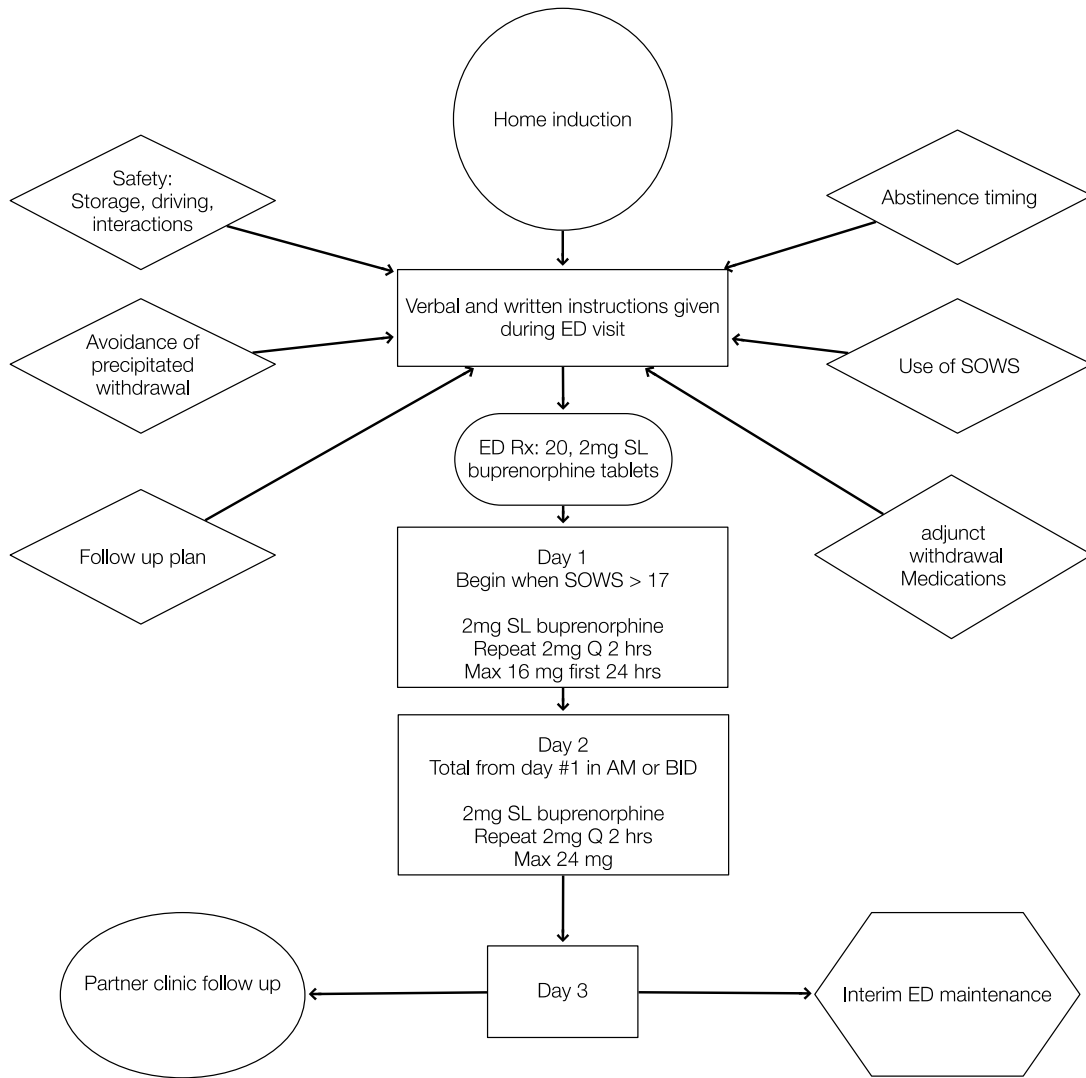 Home induction
Safety:
Storage, driving,
interactions
Abstinence timing
Verbal and written instructions given
during ED visit
Avoidance of
precipitated
withdrawal
Use of SOWS
ED Rx: 20, 2mg SL
buprenorphine tablets
Follow up plan
adjunct
withdrawal
Medications
Day 1
Begin when SOWS > 17
2mg SL buprenorphine
Repeat 2mg Q 2 hrs
Max 16 mg first 24 hrs
Day 2
Total from day #1 in AM or BID
2mg SL buprenorphine
Repeat 2mg Q 2 hrs
Max 24 mg
Partner clinic follow up
Day 3
Interim ED maintenance